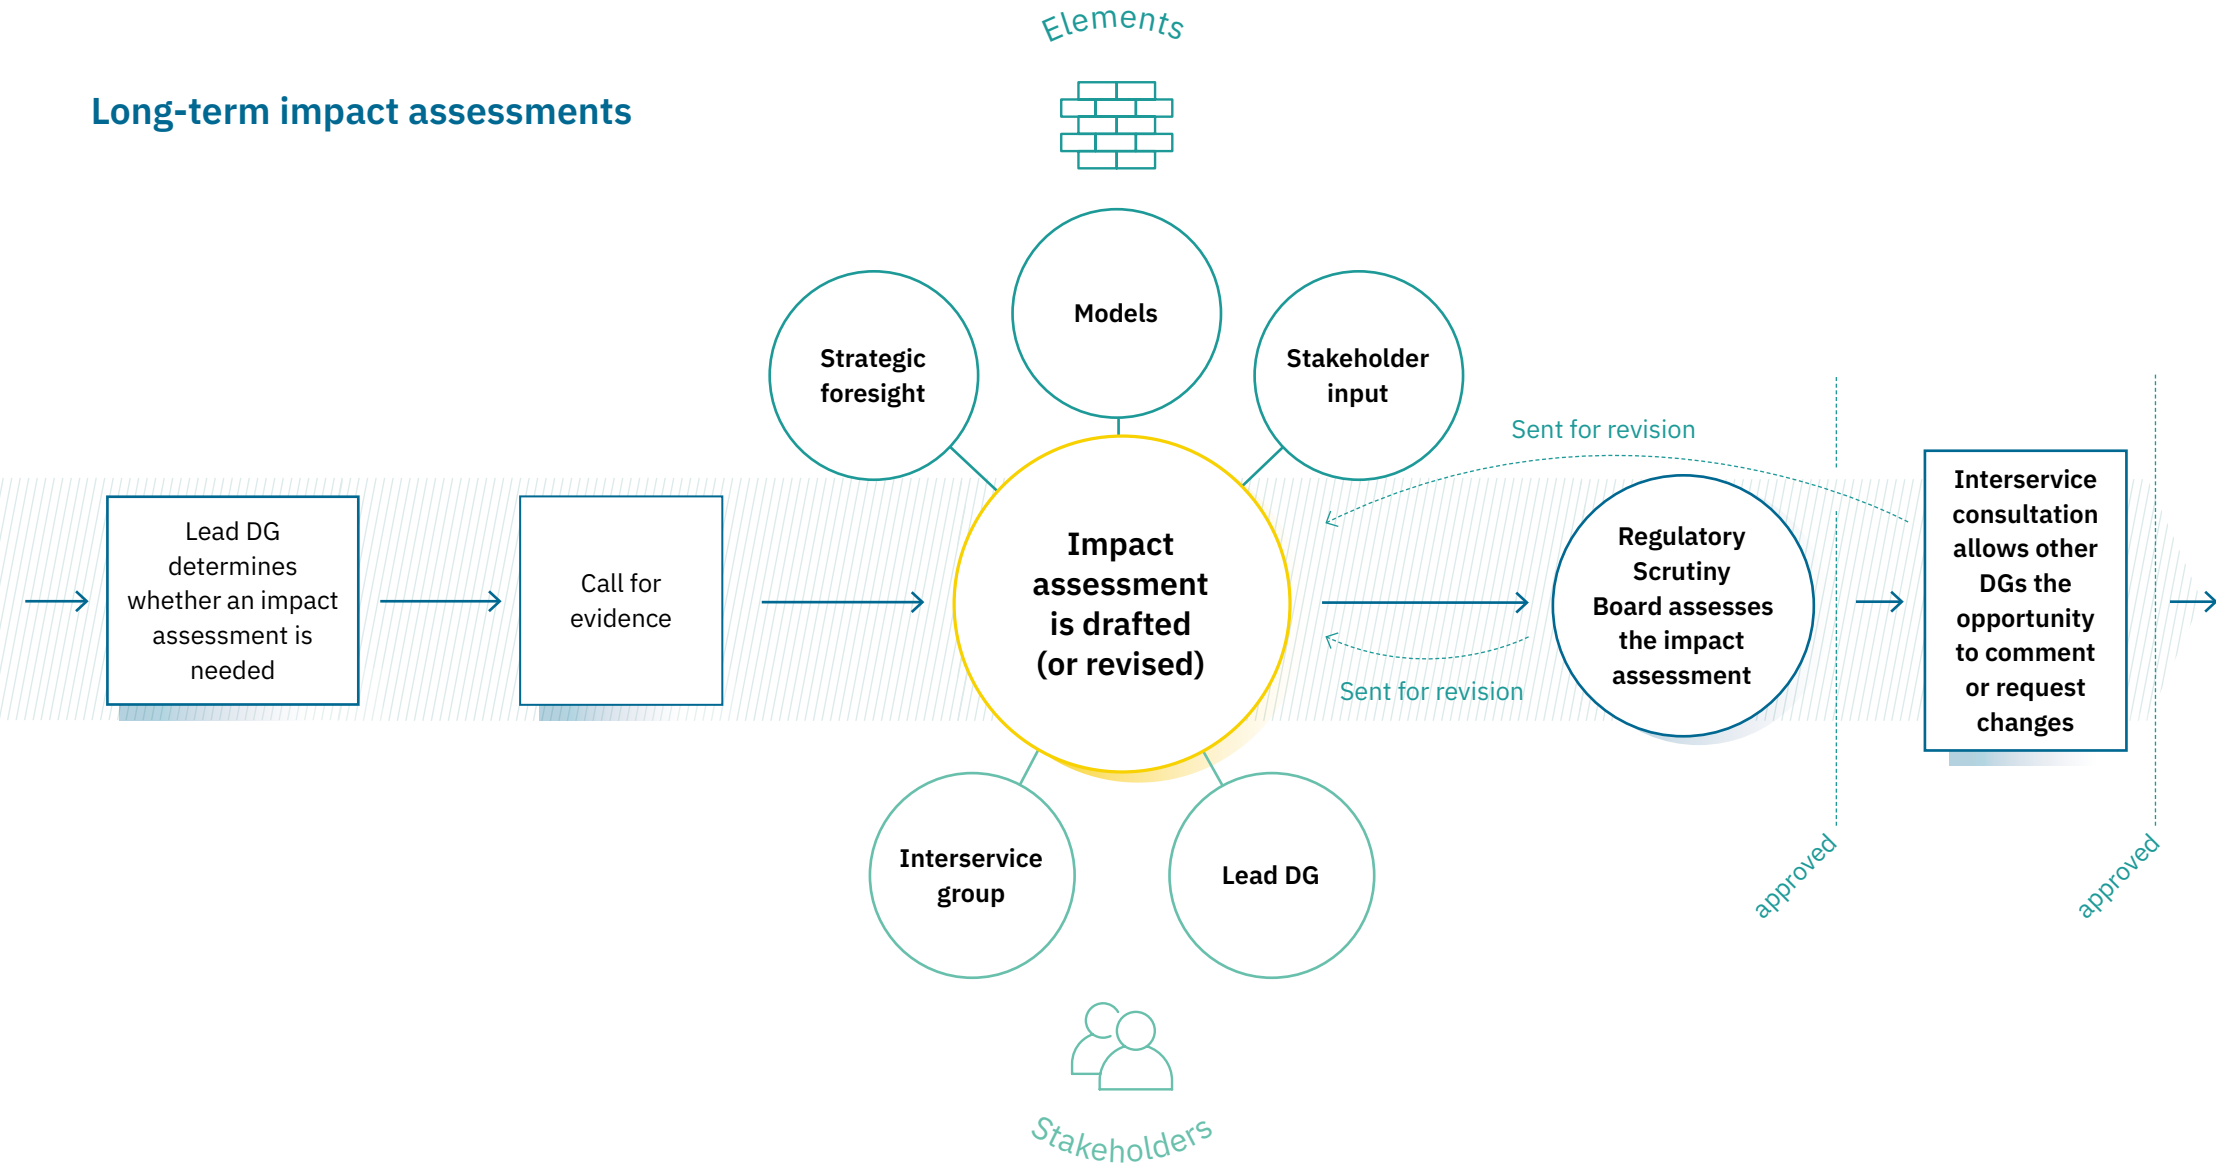 Elements
Long-term impact assessments
Models
Strategic
foresight
Stakeholder
input
Sent for revision
Lead DG
determines
whether an impact
assessment is
needed
Call for
evidence
Impact
assessment
is drafted
(or revised)
Sent for revision
Regulatory
Scrutiny
Board assesses
the impact
assessment
Interservice
consultation
allows other
DGs the
opportunity
to comment
or request
changes
approved
approved
Interservice
group
Lead DG
Stakeholders